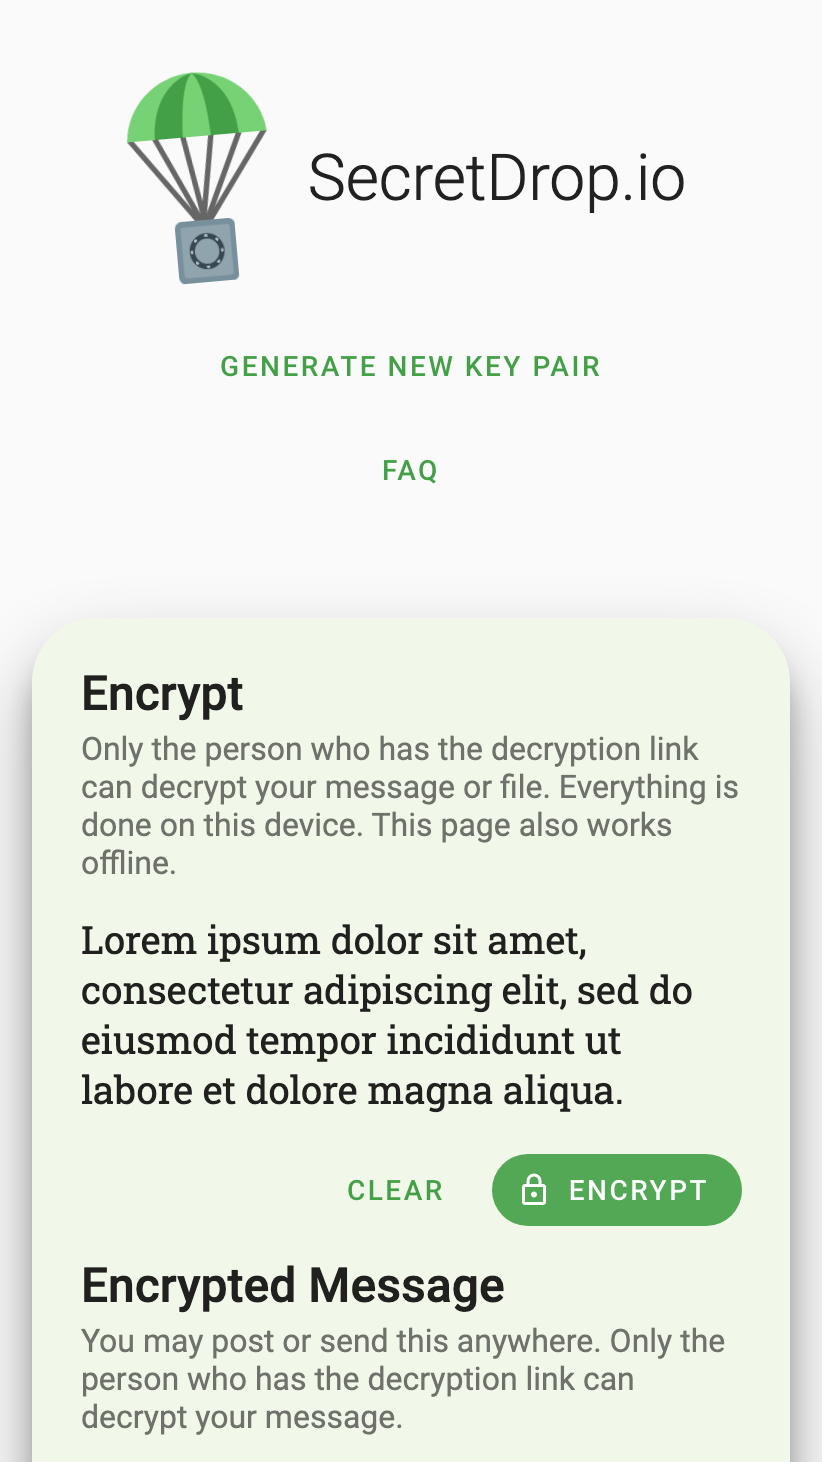 SecretDrop.io
GENERATE NEW KEY PAIR
FAQ
Encrypt
Only the person who has the decryption link
can decrypt your message or file. Everything is
done on this device. This page also works
offline.
Lorem ipsum dolor sit amet,
consectetur adipiscing elit, sed do
eiusmod tempor incididunt ut
labore et dolore magna aliqua.
CLEAR
ENCRYPT
Encrypted Message
You may post or send this anywhere. Only the
person who has the decryption link can
decrypt your message.